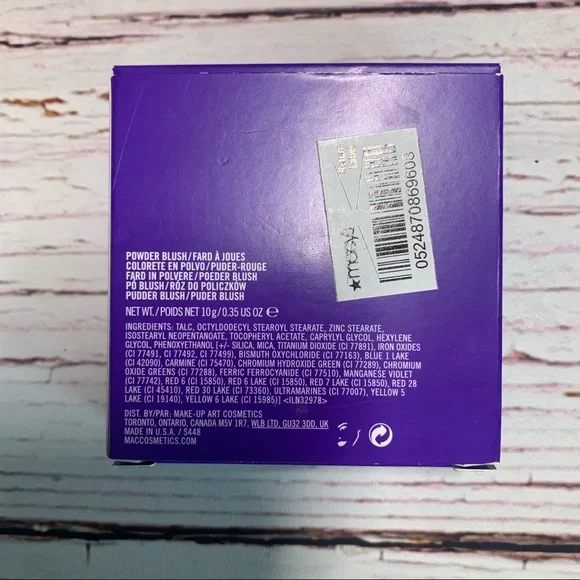 POWDER BLUSH/FARD À JOUES
COLORETE EN POLVO/PUDER-ROUGE
FARD IN POLVERE/POEDER BLUSH
PÓ BLUSH/RÓŻ DO POLICZKÓW
PUDDER BLUSH/PUDER BLUSH
NET WT./POIDS NET 10g/0.35 US OZ ℮
INGREDIENTS: TALC, OCTYLDODECYL STEAROYL STEARATE, ZINC STEARATE,
ISOSTEARYL NEOPENTANOATE, TOCOPHERYL ACETATE, CAPRYLYL GLYCOL, HEXYLENE
GLYCOL, PHENOXYETHANOL [+/- SILICA, MICA, TITANIUM DIOXIDE (CI 77891), IRON OXIDES
(CI 77491, CI 77492, CI 77499), BISMUTH OXYCHLORIDE (CI 77163), BLUE 1 LAKE
(CI 42090), CARMINE (CI 75470), CHROMIUM HYDROXIDE GREEN (CI 77289), CHROMIUM
OXIDE GREENS (CI 77288), FERRIC FERROCYANIDE (CI 77510), MANGANESE VIOLET
(CI 77742), RED 6 (CI 15850), RED 6 LAKE (CI 15850), RED 7 LAKE (CI 15850), RED 28
LAKE (CI 45410), RED 30 LAKE (CI 73360), ULTRAMARINES (CI 77007), YELLOW 5
LAKE (CI 19140), YELLOW 6 LAKE (CI 15985)] <ILN32978>
DIST. BY/PAR: MAKE-UP ART COSMETICS
TORONTO, ONTARIO, CANADA M5V 1R7, WLB LTD. GU32 3DD, UK
MADE IN U.S.A. / S448
MACCOSMETICS.COM
★macy's
0524870869603